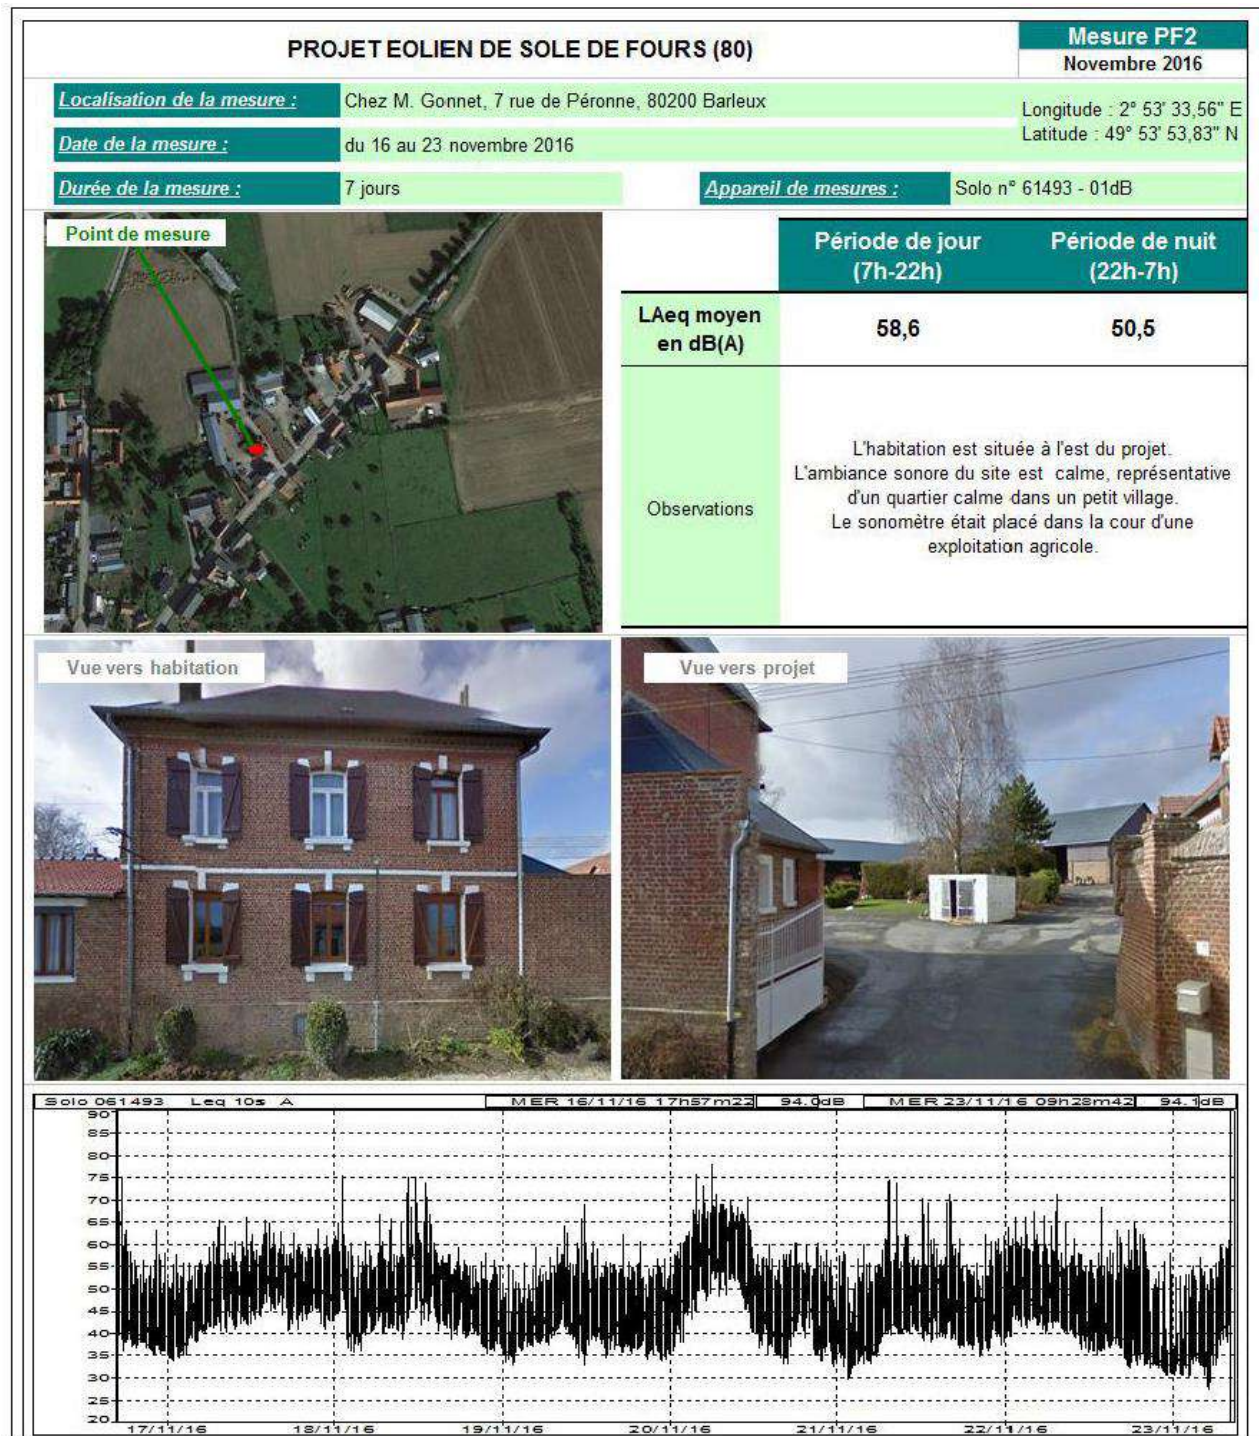 PROJET EOLIEN DE SOLE DE FOURS (80)
Mesure PF2
Novembre 2016
Localisation de la mesure :
Chez M. Gonnet, 7 rue de Péronne, 80200 Barleux
Longitude : 2° 53' 33,56" E
Latitude : 49° 53' 53,83" N
Date de la mesure :
du 16 au 23 novembre 2016
Durée de la mesure :
7 jours
Appareil de mesures :
Solo n° 61493 - 01dB
Point de mesure
Période de jour
(7h-22h)
Période de nuit
(22h-7h)
LAeq moyen
en dB(A)
58,6
50,5
Observations
L'habitation est située à l'est du projet.
L'ambiance sonore du site est calme, représentative
d'un quartier calme dans un petit village.
Le sonomètre était placé dans la cour d'une
exploitation agricole.
Vue vers habitation
Vue vers projet
Solo 061493 Leq 10s A
MER 16/11/16 17h57m22
94.0dB
MER 23/11/16 09h28m42
94.1dB
90
85
80
75
70
65
60
55
50
45
40
35
30
25
20
17/11/16
18/11/16
19/11/16
20/11/16
21/11/16
22/11/16
23/11/16